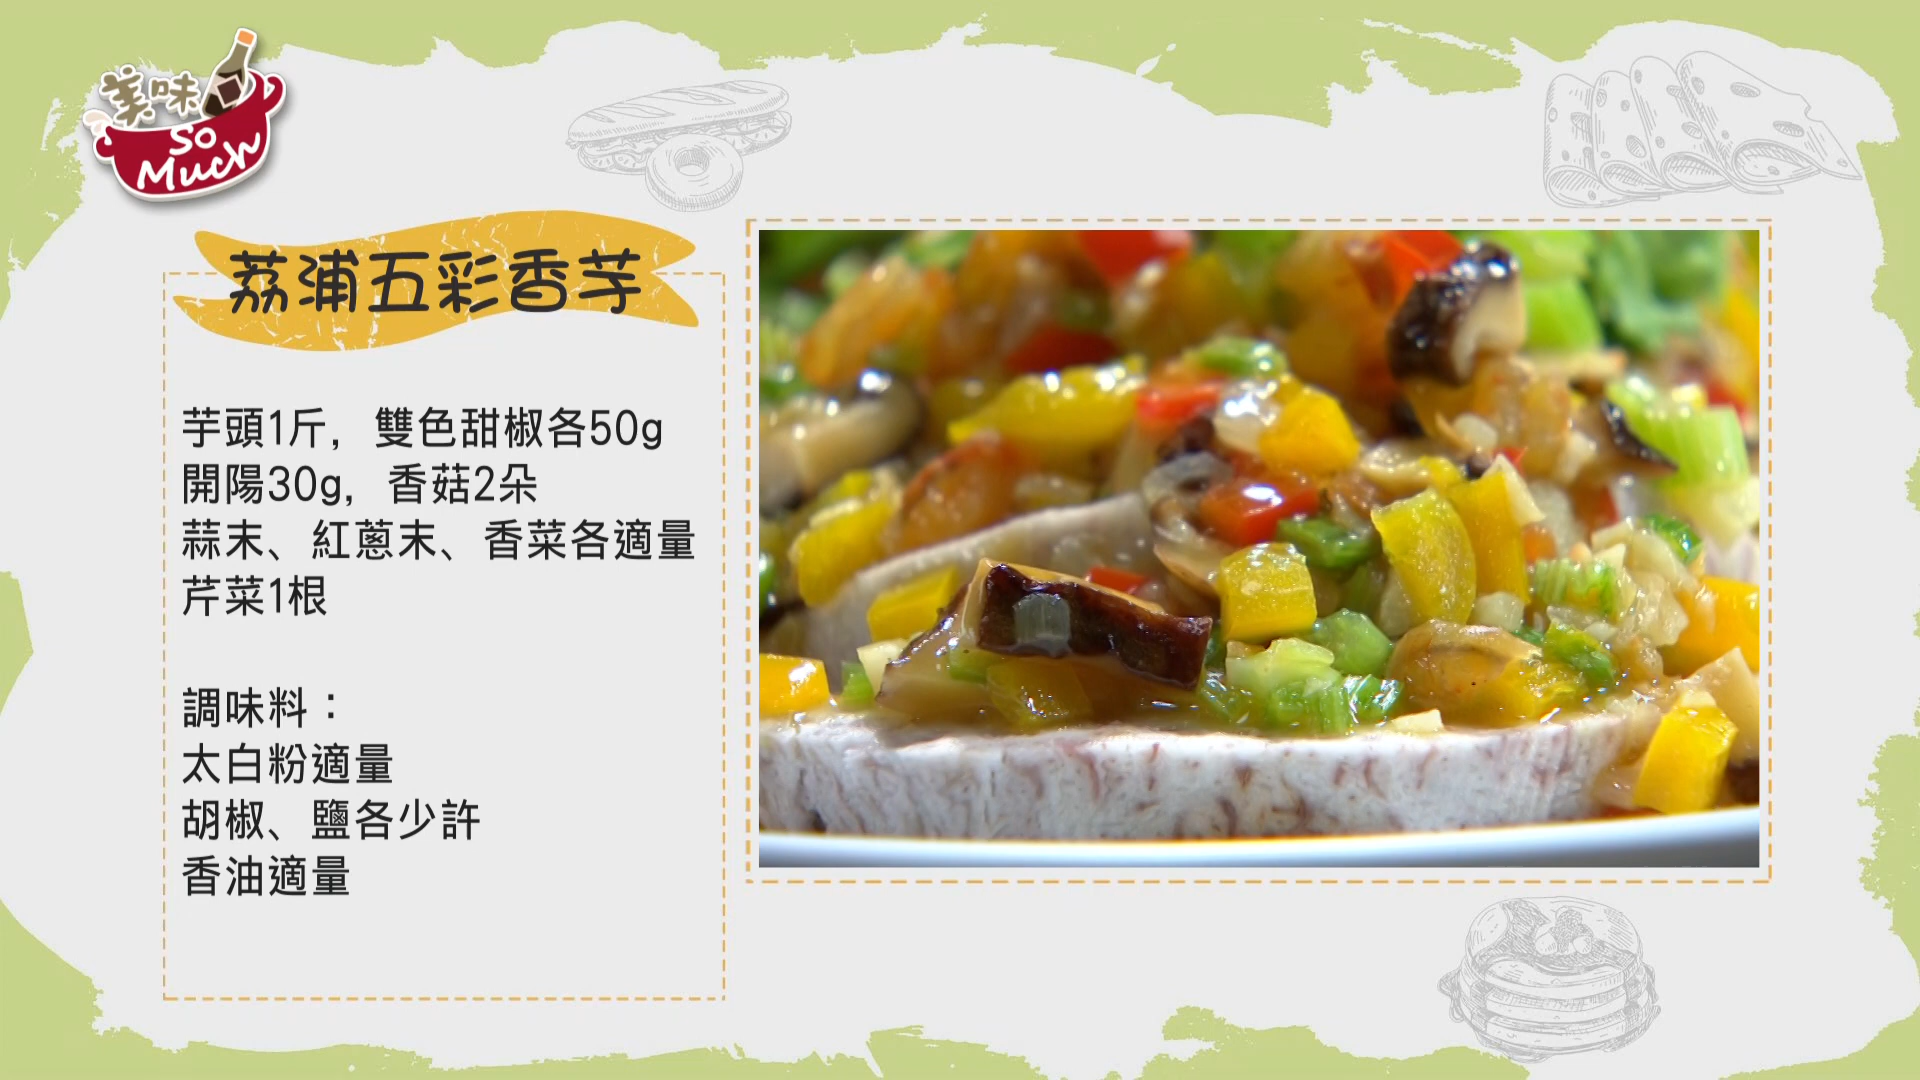 美味
So
Much
荔浦五彩香芋
芋頭1斤，雙色甜椒各50g
開陽30g，香菇2朵
蒜末、紅蔥末、香菜各適量
芹菜1根
調味料：
太白粉適量
胡椒、鹽各少許
香油適量